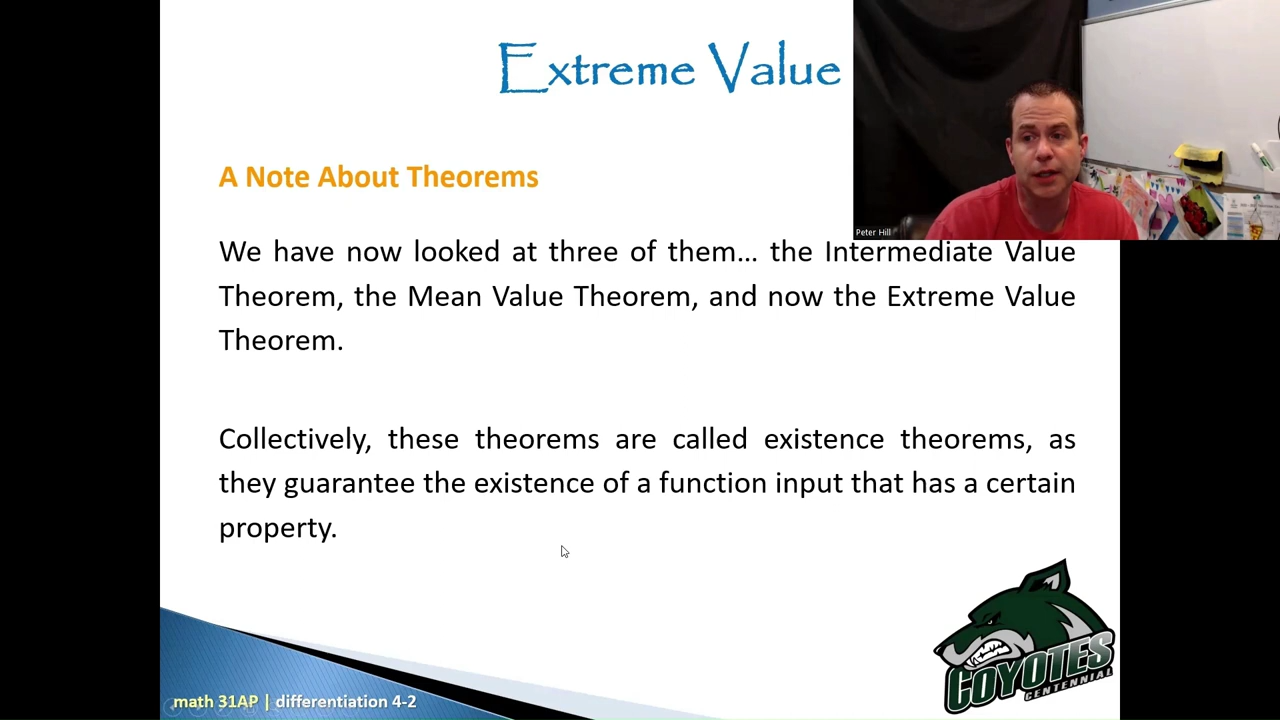 Extreme Value
A Note About Theorems
Peter Hill
We have now looked at three of them… the Intermediate Value
Theorem, the Mean Value Theorem, and now the Extreme Value
Theorem.
Collectively, these theorems are called existence theorems, as
they guarantee the existence of a function input that has a certain
property.
COYOTES
CENTENNIAL
math 31AP | differentiation 4-2